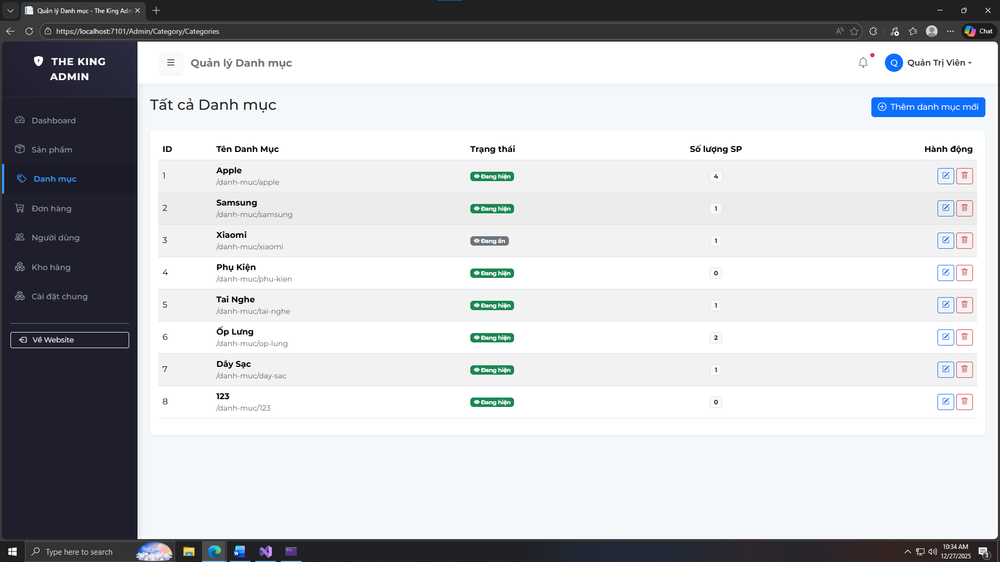 Quản lý Danh mục - The King Adm
https://localhost:7101/Admin/Category/Categories
Chat
THE KING
ADMIN
Quản lý Danh mục
Q Quản Trị Viên
Dashboard
Sản phẩm
Danh mục
Đơn hàng
Người dùng
Kho hàng
Cài đặt chung
Về Website
Tất cả Danh mục
Thêm danh mục mới
ID Tên Danh Mục Trạng thái Số lượng SP Hành động
1 Apple Đang hiện 4
/danh-muc/apple
2 Samsung Đang hiện 1
/danh-muc/samsung
3 Xiaomi Đang ẩn 1
/danh-muc/xiaomi
4 Phụ Kiện Đang hiện 0
/danh-muc/phu-kien
5 Tai Nghe Đang hiện 1
/danh-muc/tai-nghe
6 Ốp Lưng Đang hiện 2
/danh-muc/op-lung
7 Dây Sạc Đang hiện 1
/danh-muc/day-sac
8 123 Đang hiện 0
/danh-muc/123
Type here to search
10:34 AM
12/27/2025
3